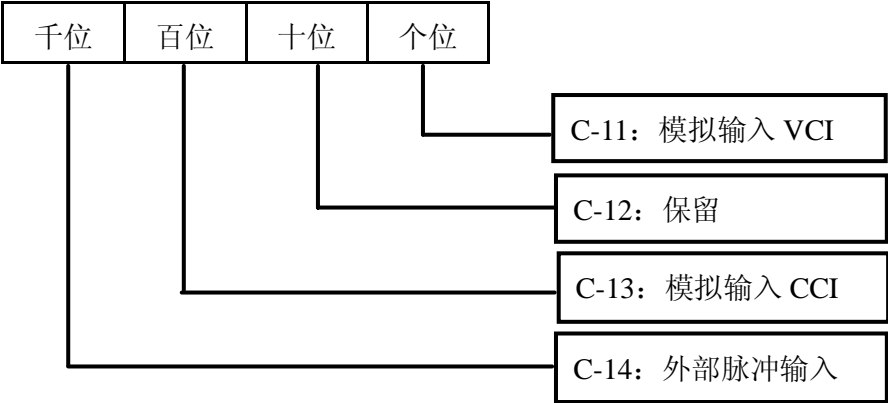 千位 百位 十位 个位
C-11：模拟输入 VCI
C-12：保留
C-13：模拟输入 CCI
C-14：外部脉冲输入